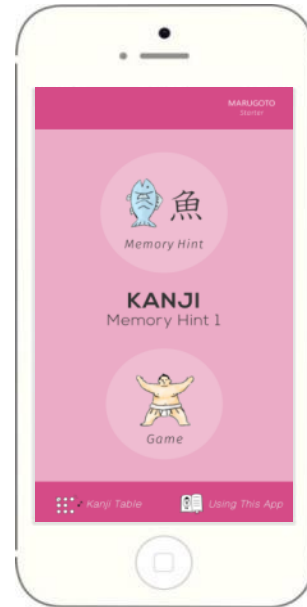 MARUGOTO
Starter
魚
Memory Hint
KANJI
Memory Hint 1
Game
Kanji Table
Using This App